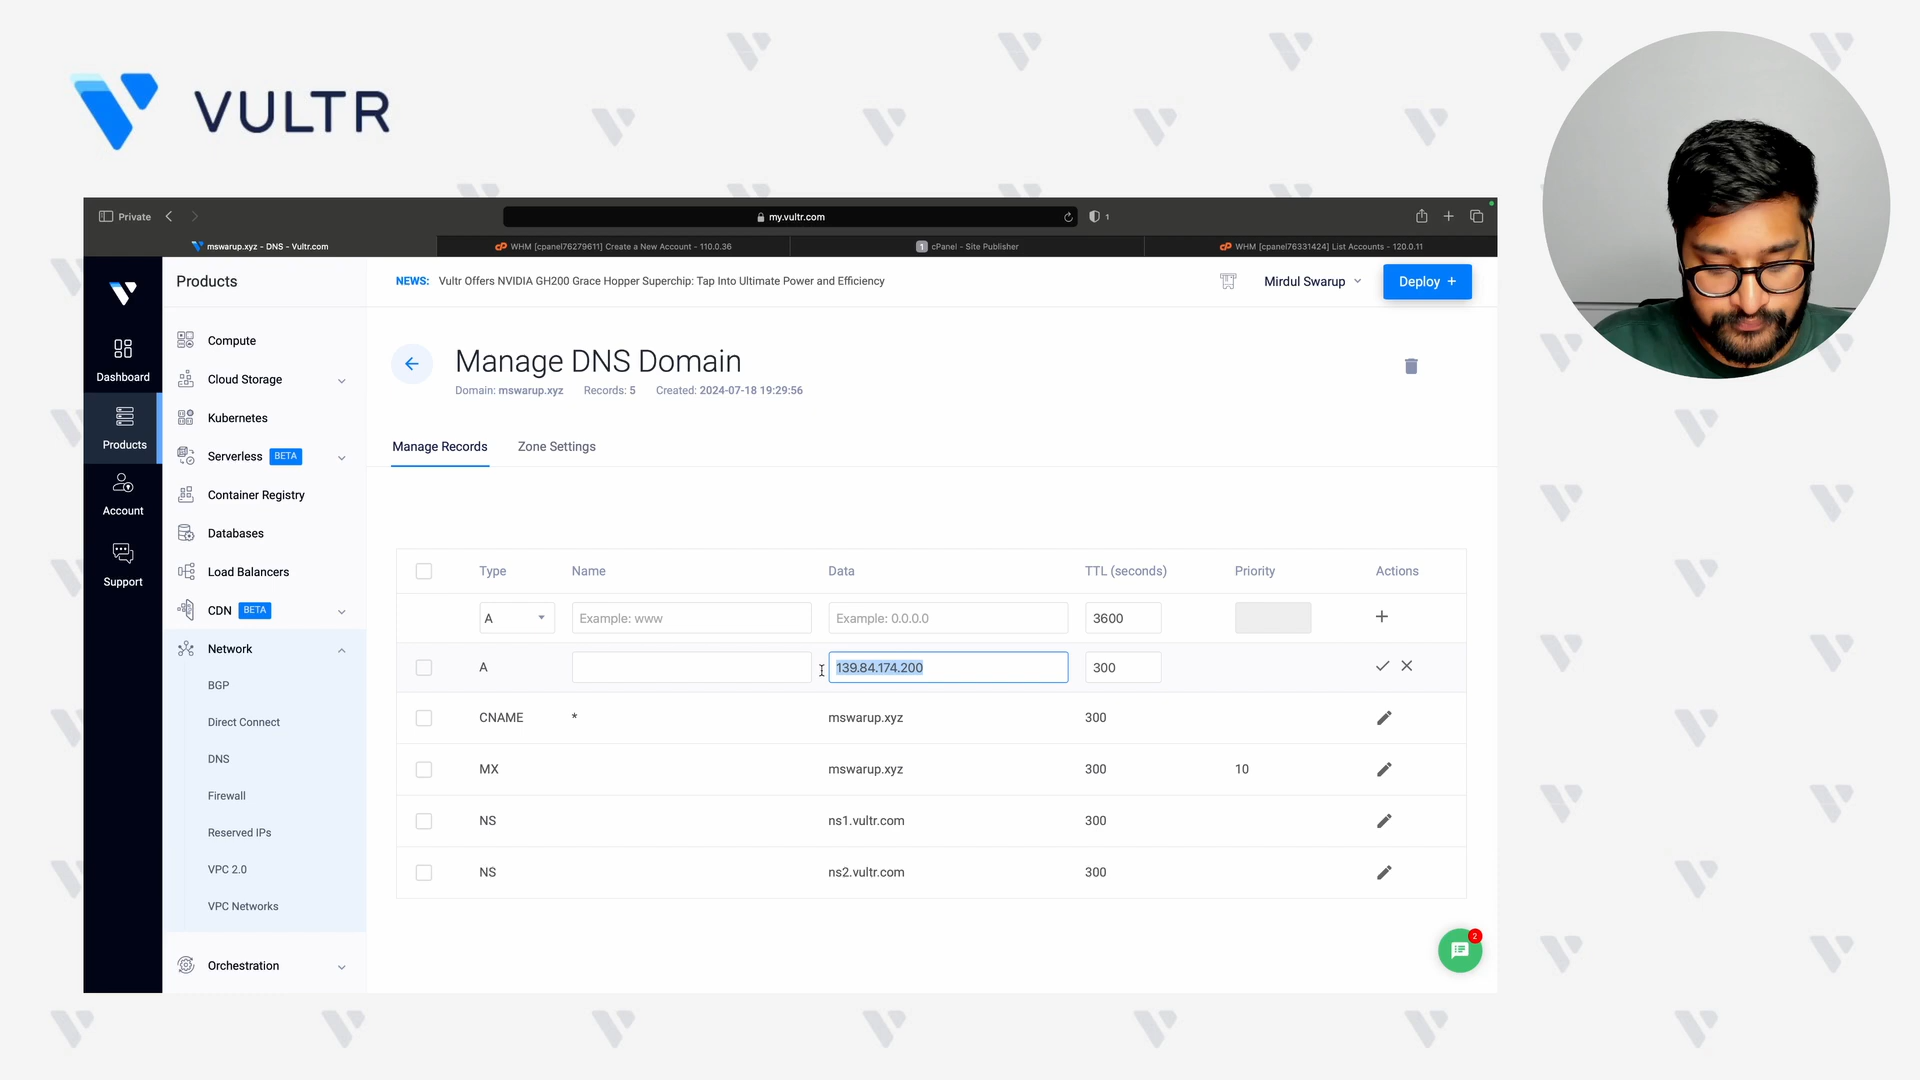 VULTR
Private
my.vultr.com
1
mswarup.xyz - DNS - Vultr.com
WHM [cpanel76279611] Create a New Account - 110.0.36
1 cPanel - Site Publisher
WHM [cpanel76331424] List Accounts - 120.0.11
Dashboard
Products
Account
Support
Products
Compute
Cloud Storage
Kubernetes
Serverless BETA
Container Registry
Databases
Load Balancers
CDN BETA
Network
BGP
Direct Connect
DNS
Firewall
Reserved IPs
VPC 2.0
VPC Networks
Orchestration
NEWS: Vultr Offers NVIDIA GH200 Grace Hopper Superchip: Tap Into Ultimate Power and Efficiency
Mirdul Swarup
Deploy +
Manage DNS Domain
Domain: mswarup.xyz Records: 5 Created: 2024-07-18 19:29:56
Manage Records Zone Settings
Type Name Data TTL (seconds) Priority Actions
A Example: www Example: 0.0.0.0 3600 +
A 139.84.174.200 300
CNAME * mswarup.xyz 300
MX mswarup.xyz 300 10
NS ns1.vultr.com 300
NS ns2.vultr.com 300
2